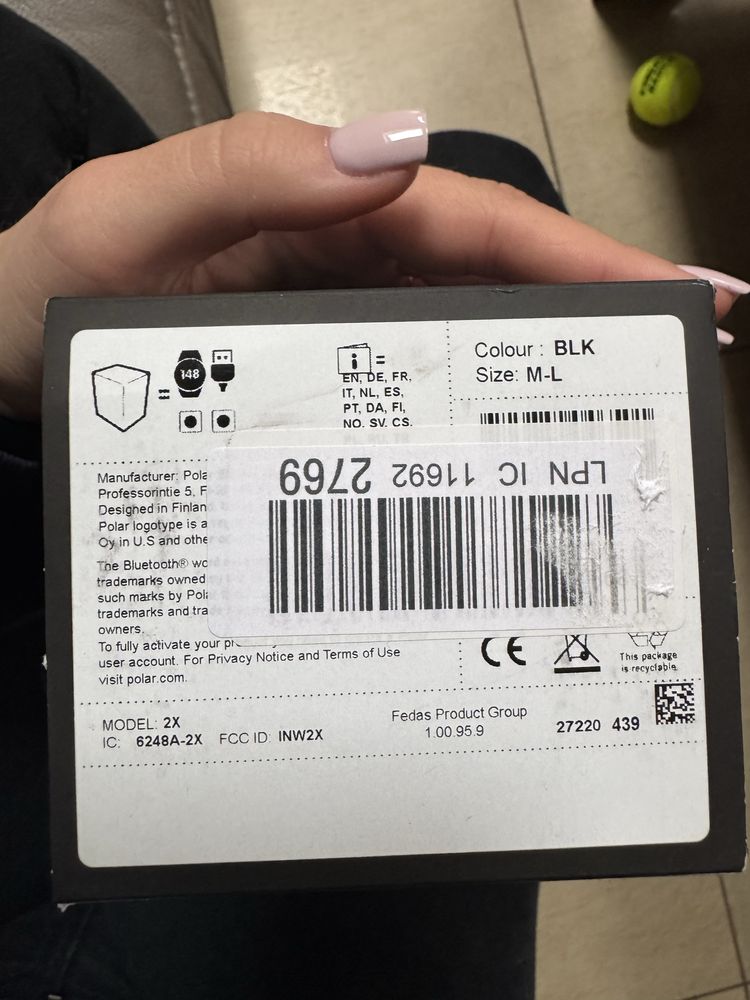 148
i
=
=
EN, DE, FR,
IT, NL, ES,
PT, DA, FI,
NO, SV, CS,
Colour : BLK
Size: M-L
LPN IC 11692 2769
Manufacturer: Pola
Professorintie 5, F
Designed in Finlan
Polar logotype is a
Oy in U.S and othe
The Bluetooth® wo
trademarks owned
such marks by Pola
trademarks and tra
owners.
To fully activate your pr
user account. For Privacy Notice and Terms of Use
visit polar.com.
CE
This package
is recyclable
MODEL: 2X
IC: 6248A-2X FCC ID: INW2X
Fedas Product Group
1.00.95.9
27220 439